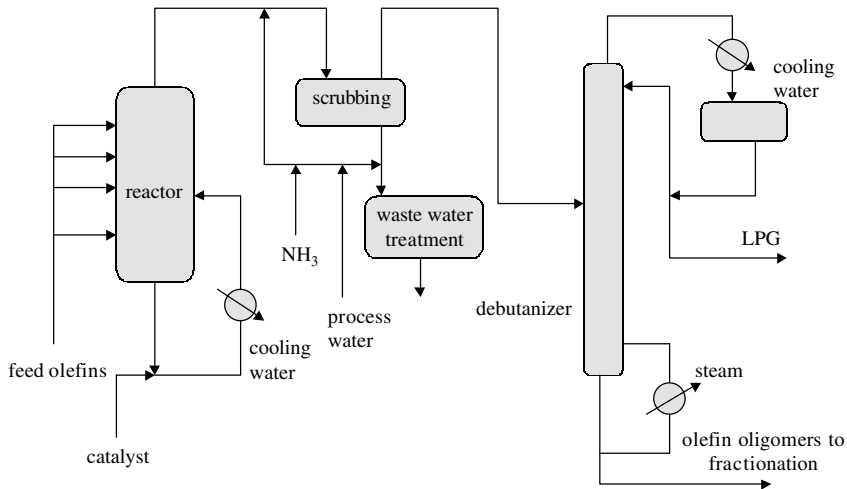 scrubbing
cooling
water
reactor
waste water
treatment
NH₃
LPG
process
water
debutanizer
cooling
water
feed olefins
steam
catalyst
olefin oligomers to
fractionation